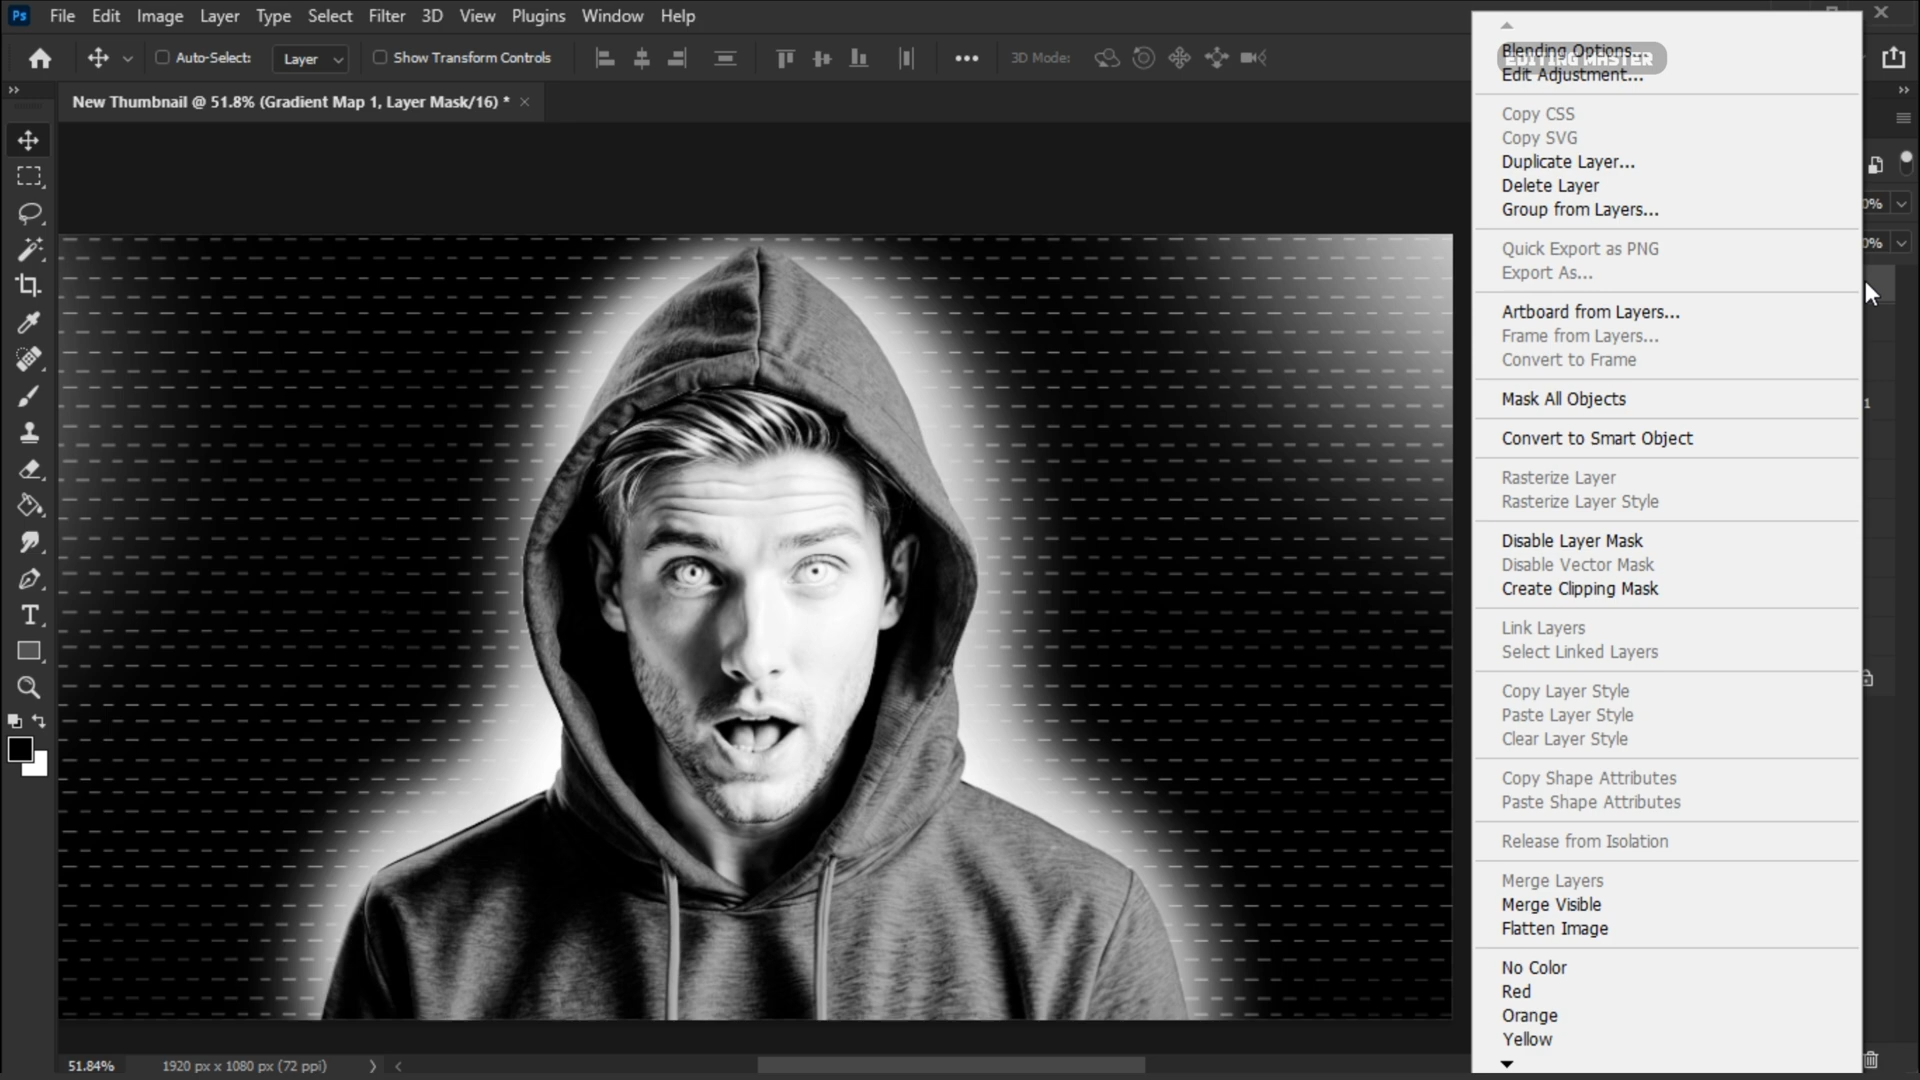 Ps File Edit Image Layer Type Select Filter 3D View Plugins Window Help
Auto-Select: Layer Show Transform Controls 3D Mode:
New Thumbnail @ 51.8% (Gradient Map 1, Layer Mask/16) *
Blending Options...
EDITING MASTER
Edit Adjustment...
Copy CSS
Copy SVG
Duplicate Layer...
Delete Layer
0%
Group from Layers...
Quick Export as PNG
0%
Export As...
Artboard from Layers...
Frame from Layers...
Convert to Frame
Mask All Objects
1
Convert to Smart Object
Rasterize Layer
Rasterize Layer Style
Disable Layer Mask
Disable Vector Mask
Create Clipping Mask
Link Layers
Select Linked Layers
Copy Layer Style
Paste Layer Style
Clear Layer Style
Copy Shape Attributes
Paste Shape Attributes
Release from Isolation
Merge Layers
Merge Visible
Flatten Image
No Color
Red
Orange
Yellow
51.84% 1920 px x 1080 px (72 ppi)